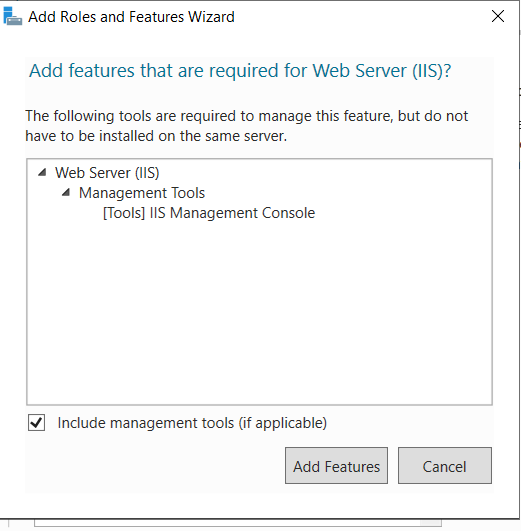 Add Roles and Features Wizard
Add features that are required for Web Server (IIS)?
The following tools are required to manage this feature, but do not
have to be installed on the same server.
Web Server (IIS)
Management Tools
[Tools] IIS Management Console
Include management tools (if applicable)
Add Features
Cancel